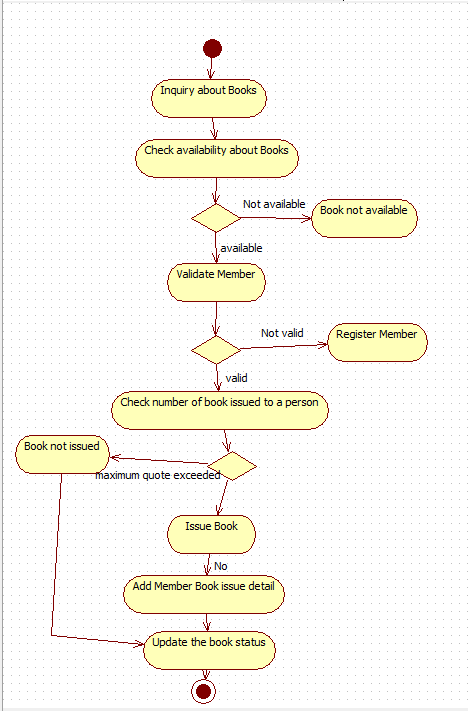 Inquiry about Books
Check availability about Books
Not available
Book not available
available
Validate Member
Not valid
Register Member
valid
Check number of book issued to a person
Book not issued
maximum quote exceeded
Issue Book
No
Add Member Book issue detail
Update the book status